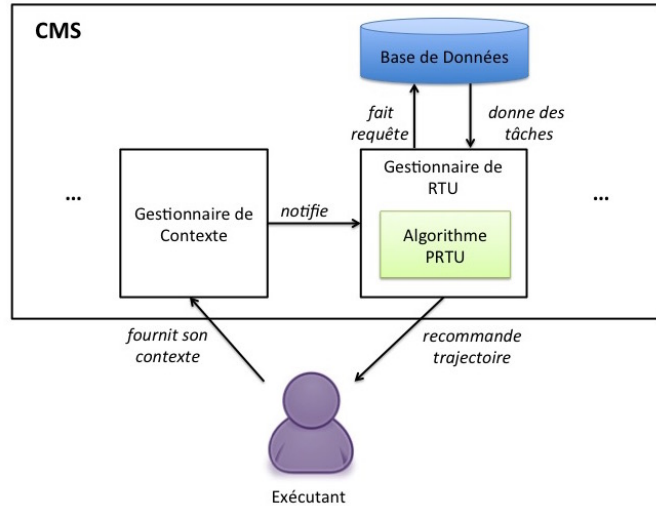 CMS
Base de Données
fait
requête
donne des
tâches
...
Gestionnaire de
Contexte
notifie
Gestionnaire de
RTU
Algorithme
PRTU
...
fournit son
contexte
recommande
trajectoire
Exécutant